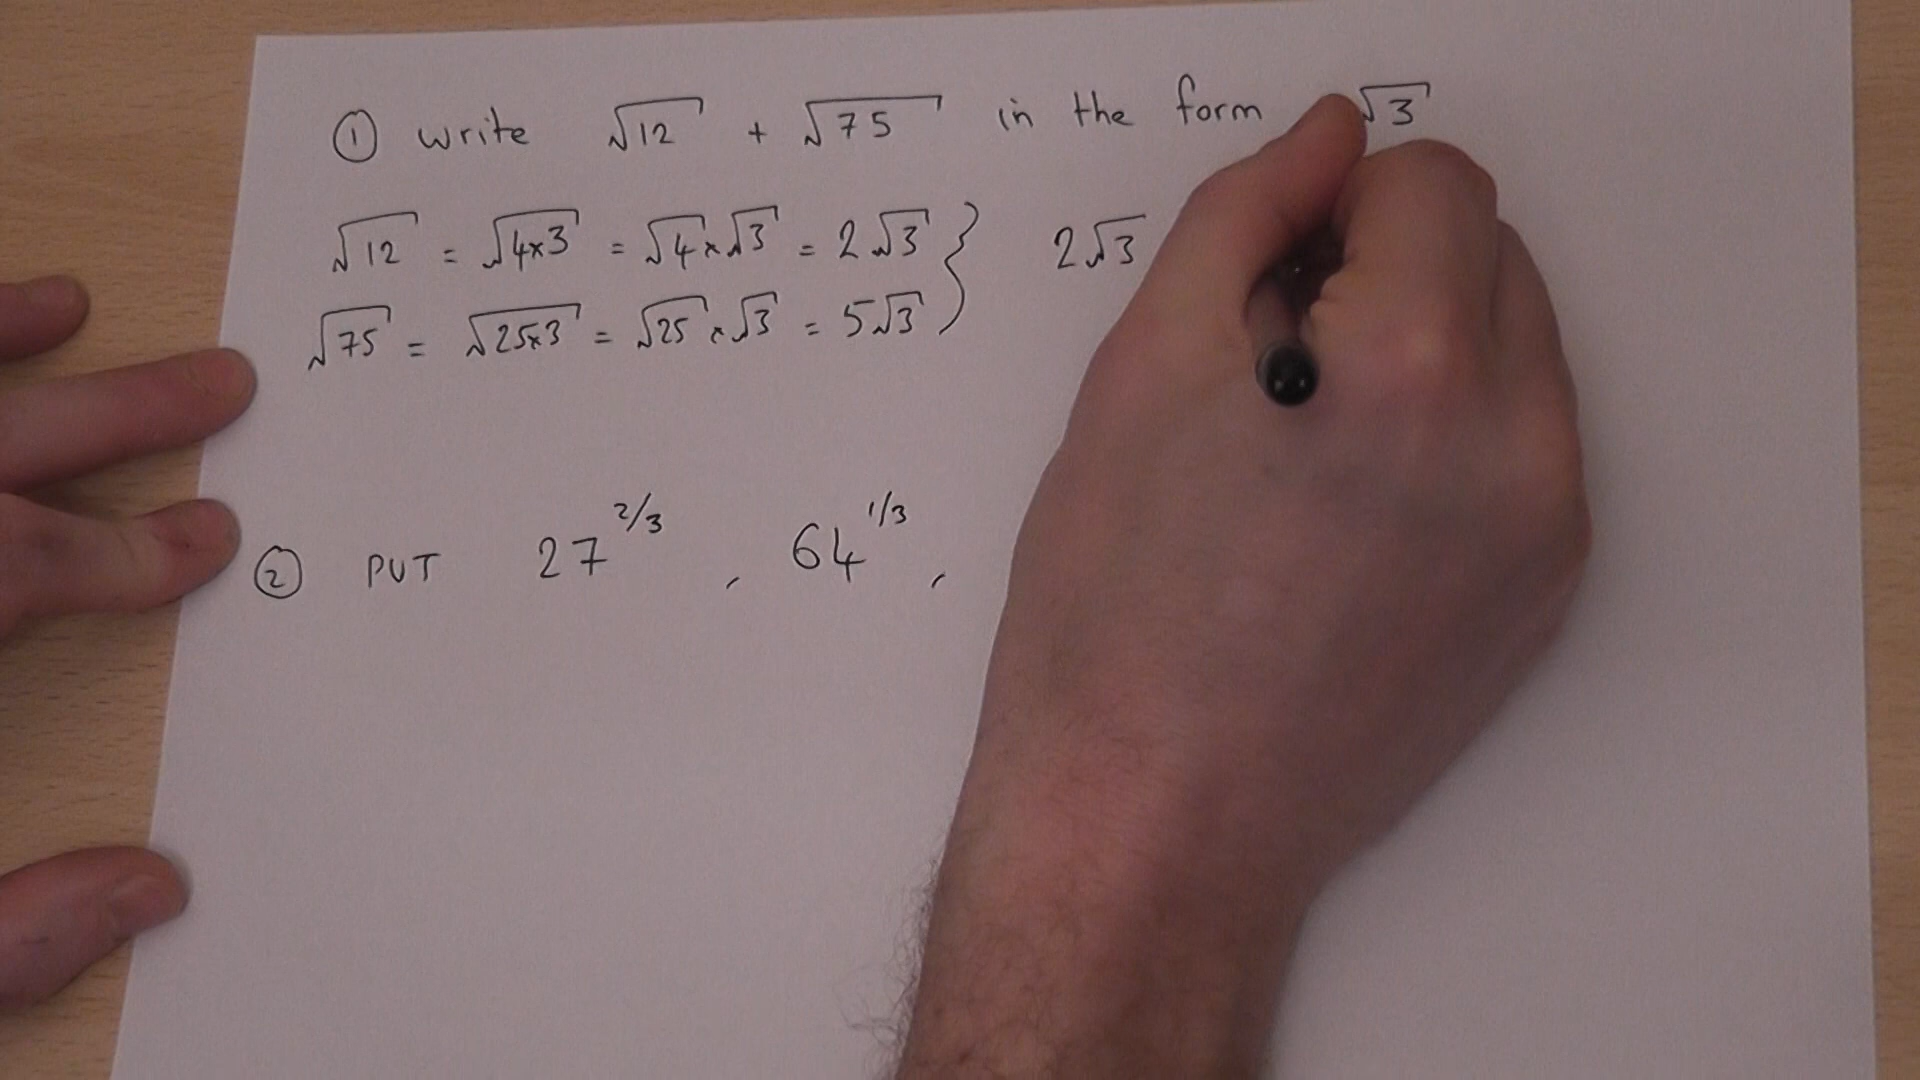 ① write √12 + √75 in the form √3
√12 = √4×3 = √4×√3 = 2√3 } 2√3
√75 = √25×3 = √25×√3 = 5√3
② PUT 27^2/3 , 64^1/3 ,